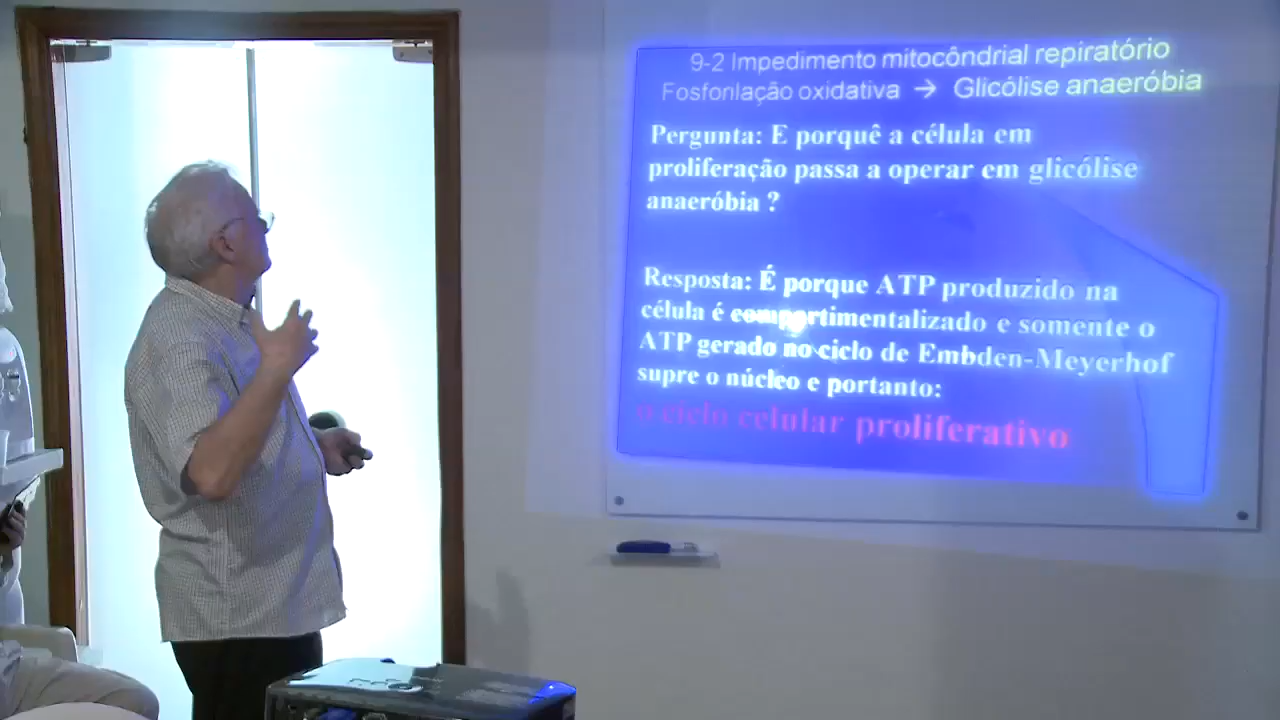 9-2 Impedimento mitocôndrial repiratório
Fosfonlação oxidativa → Glicólise anaeróbia
Pergunta: E porquê a célula em
proliferação passa a operar em glicólise
anaeróbia ?
Resposta: É porque ATP produzido na
célula é compartimentalizado e somente o
ATP gerado no ciclo de Embden-Meyerhof
supre o núcleo e portanto:
o ciclo celular proliferativo